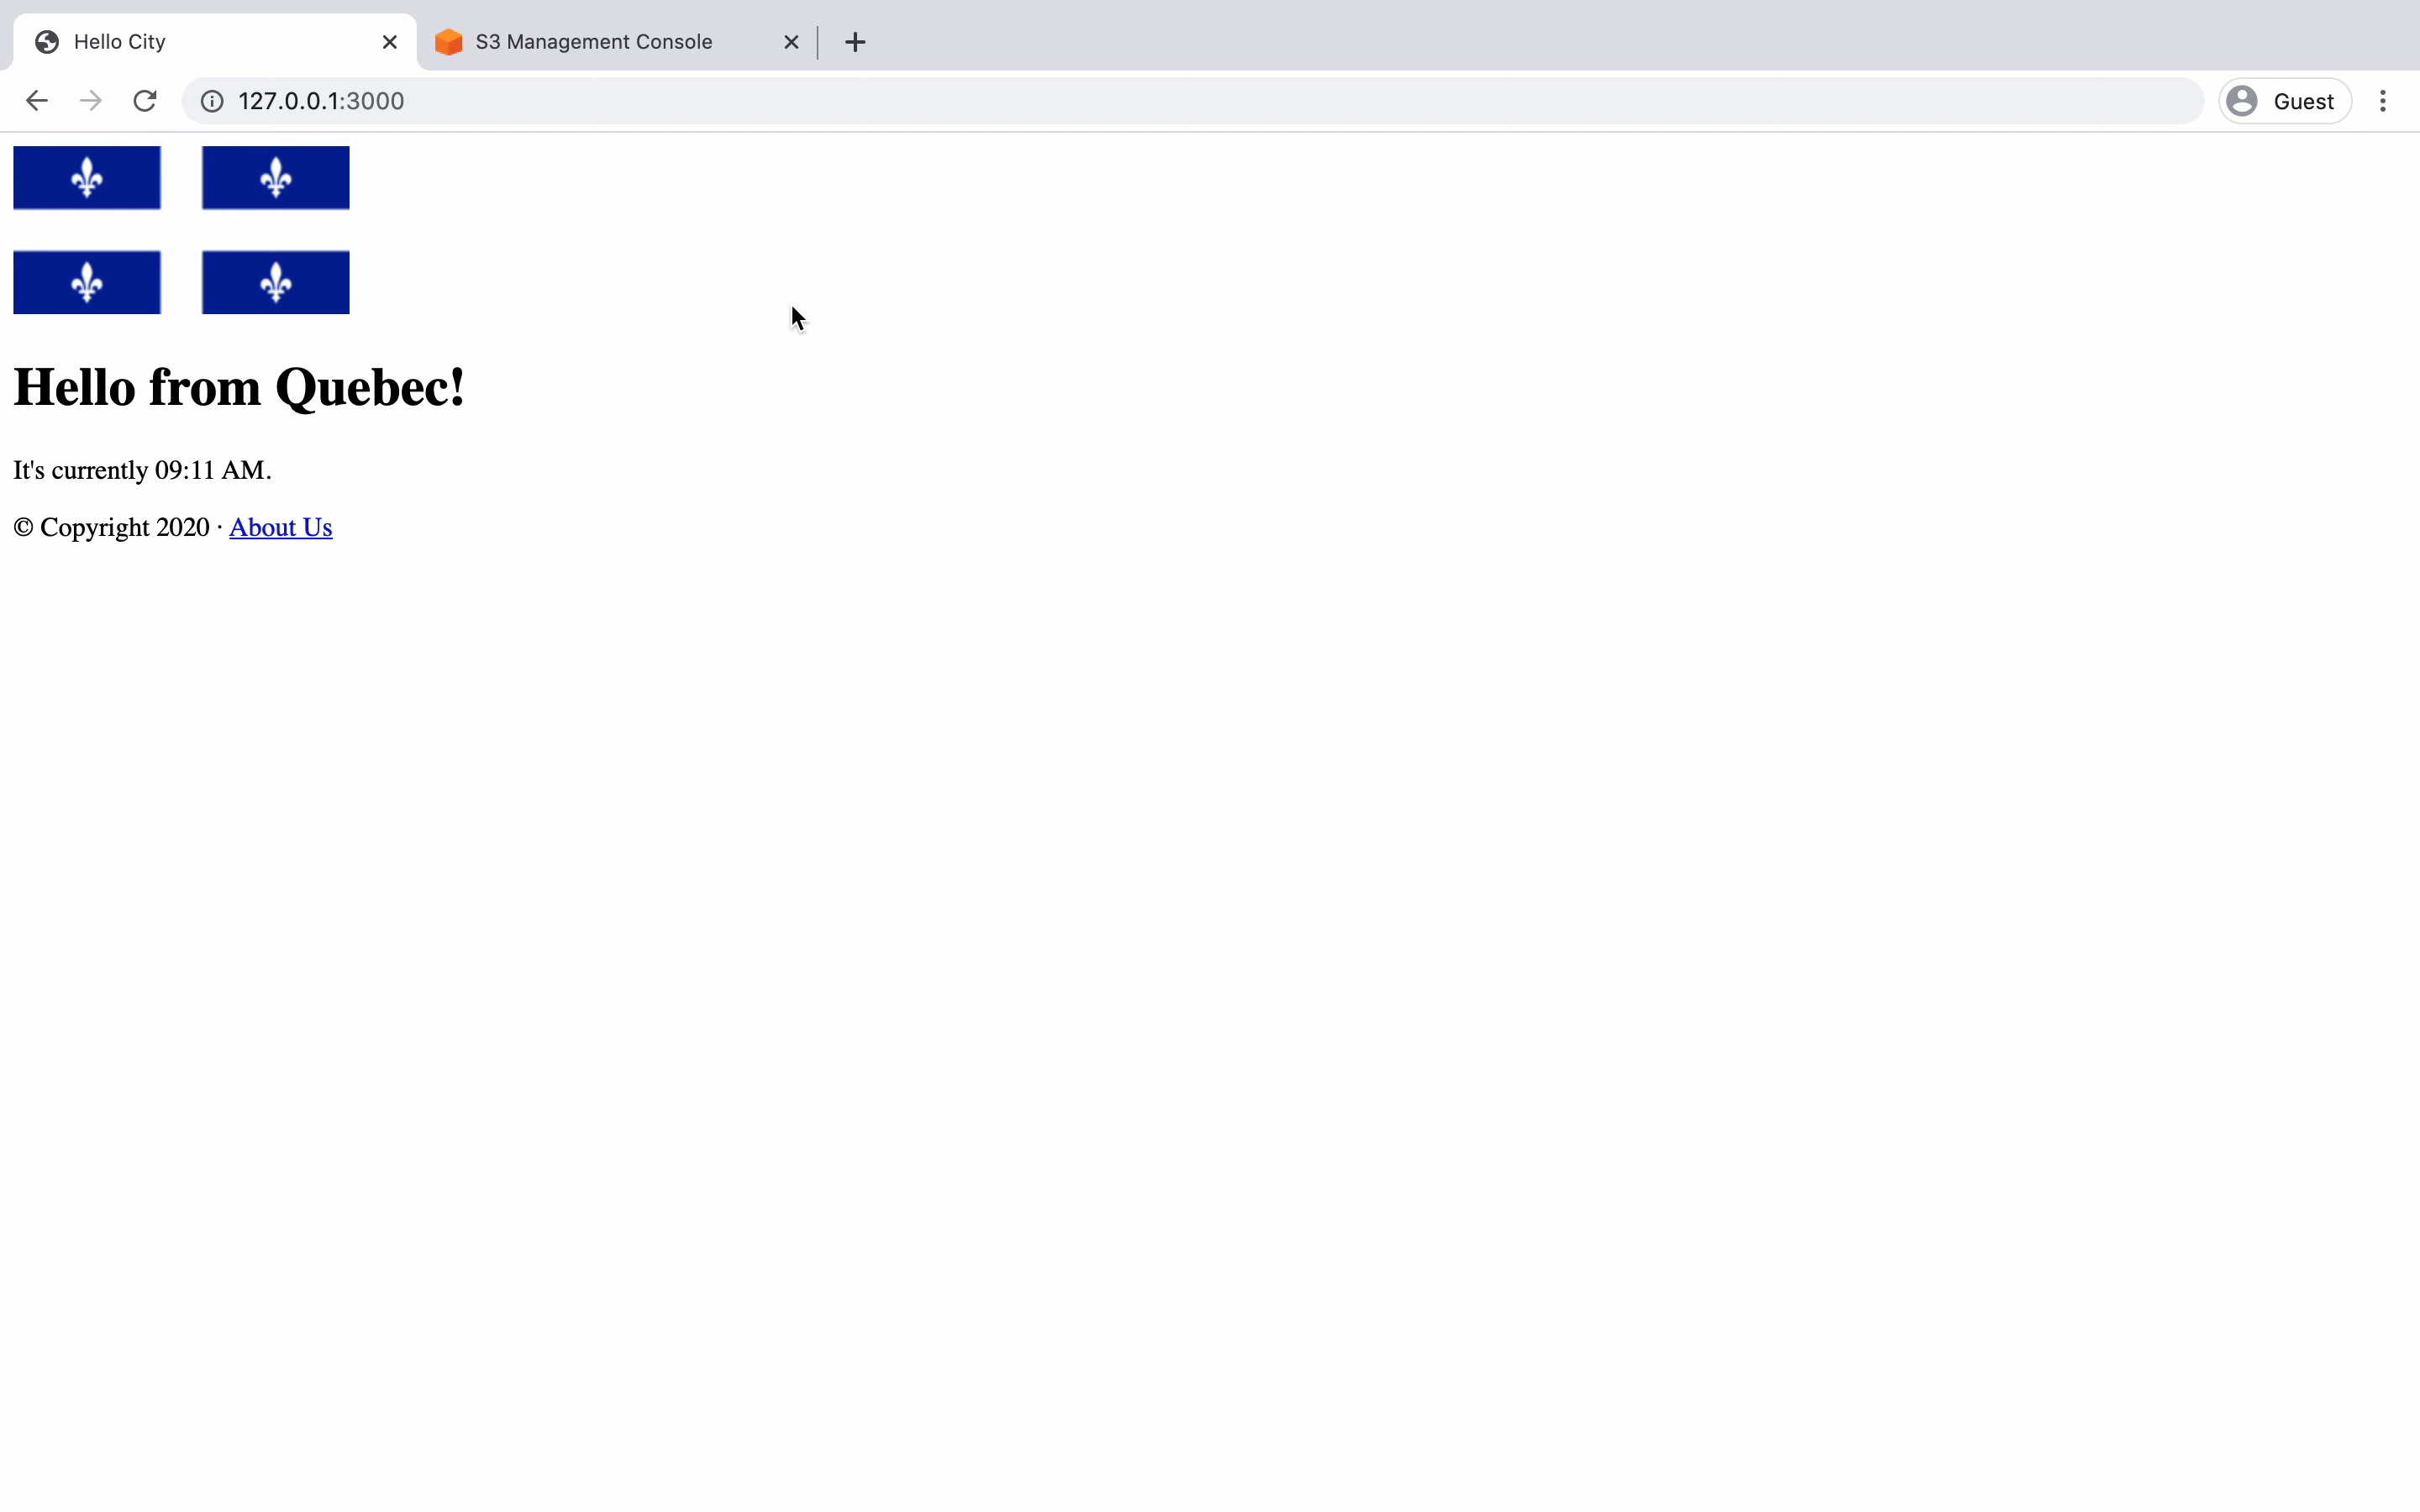 Hello City
S3 Management Console
127.0.0.1:3000
Guest
Hello from Quebec!
It's currently 09:11 AM.
© Copyright 2020 · About Us